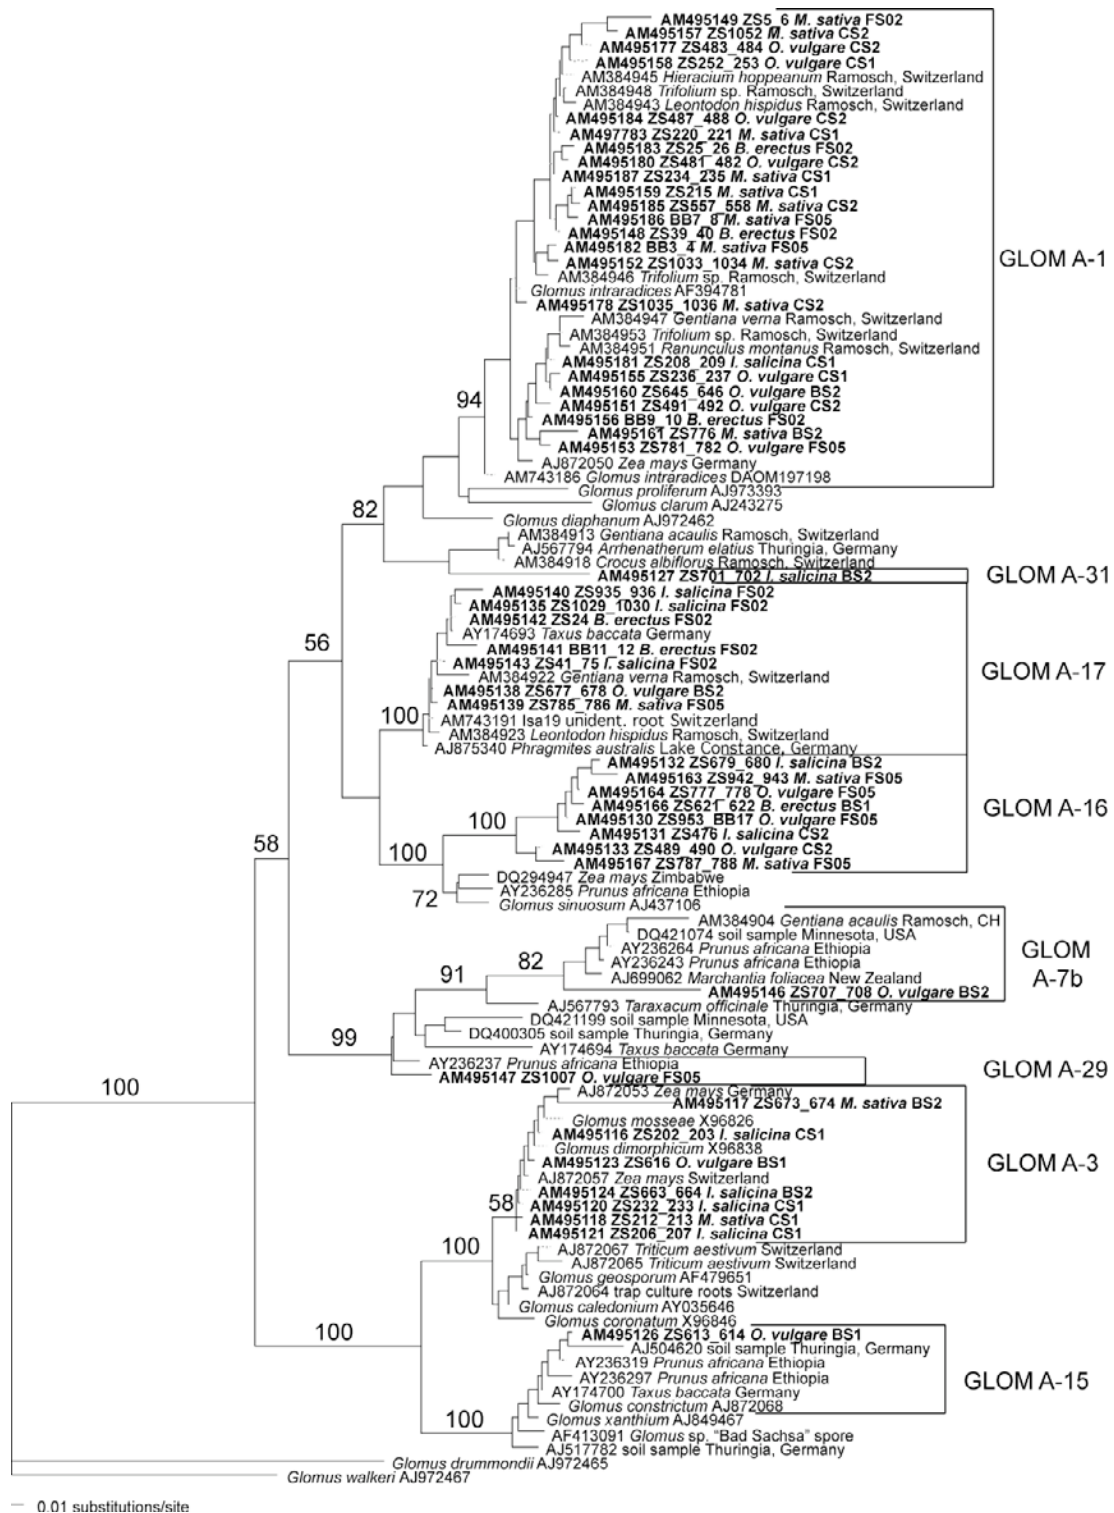 AM495149 ZS5_6 M. sativa FS02
AM495157 ZS1052 M. sativa CS2
AM495177 ZS483_484 O. vulgare CS2
AM495158 ZS252_253 O. vulgare CS1
AM384945 Hieracium hoppeanum Ramosch, Switzerland
AM384948 Trifolium sp. Ramosch, Switzerland
AM384943 Leontodon hispidus Ramosch, Switzerland
AM495184 ZS487_488 O. vulgare CS2
AM497783 ZS220_221 M. sativa CS1
AM495183 ZS25_26 B. erectus FS02
AM495180 ZS481_482 O. vulgare CS2
AM495187 ZS234_235 M. sativa CS1
AM495159 ZS215 M. sativa CS1
AM495185 ZS557_558 M. sativa CS2
AM495186 BB7_8 M. sativa FS05
AM495148 ZS39_40 B. erectus FS02
AM495182 BB3_4 M. sativa FS05
GLOM A-1
AM495152 ZS1033_1034 M. sativa CS2
AM384946 Trifolium sp. Ramosch, Switzerland
Glomus intraradices AF394781
AM495178 ZS1035_1036 M. sativa CS2
AM384947 Gentiana verna Ramosch, Switzerland
AM384953 Trifolium sp. Ramosch, Switzerland
AM384951 Ranunculus montanus Ramosch, Switzerland
AM495181 ZS208_209 I. salicina CS1
AM495155 ZS236_237 O. vulgare CS1
AM495160 ZS645_646 O. vulgare BS2
94
AM495151 ZS491_492 O. vulgare CS2
AM495156 BB9_10 B. erectus FS02
AM495161 ZS776 M. sativa BS2
AM495153 ZS781_782 O. vulgare FS05
AJ872050 Zea mays Germany
AM743186 Glomus intraradices DAOM197198
Glomus proliferum AJ973393
Glomus clarum AJ243275
82
Glomus diaphanum AJ972462
AM384913 Gentiana acaulis Ramosch, Switzerland
AJ567794 Arrhenatherum elatius Thuringia, Germany
AM384918 Crocus albiflorus Ramosch, Switzerland
AM495127 ZS701_702 I. salicina BS2
GLOM A-31
AM495140 ZS935_936 I. salicina FS02
AM495135 ZS1029_1030 I. salicina FS02
AM495142 ZS24 B. erectus FS02
AY174693 Taxus baccata Germany
56
AM495141 BB11_12 B. erectus FS02
AM495143 ZS41_75 I. salicina FS02
GLOM A-17
AM384922 Gentiana verna Ramosch, Switzerland
AM495138 ZS677_678 O. vulgare BS2
AM495139 ZS785_786 M. sativa FS05
100
AM743191 Isa19 unident. root Switzerland
AM384923 Leontodon hispidus Ramosch, Switzerland
AJ875340 Phragmites australis Lake Constance, Germany
AM495132 ZS679_680 I. salicina BS2
AM495163 ZS942_943 M. sativa FS05
AM495164 ZS777_778 O. vulgare FS05
AM495166 ZS621_622 B. erectus BS1
GLOM A-16
AM495130 ZS953_BB17 O. vulgare FS05
100
AM495131 ZS476 I. salicina CS2
58
AM495133 ZS489_490 O. vulgare CS2
100
AM495167 ZS787_788 M. sativa FS05
DQ294947 Zea mays Zimbabwe
AY236285 Prunus africana Ethiopia
72
Glomus sinuosum AJ437106
AM384904 Gentiana acaulis Ramosch, CH
DQ421074 soil sample Minnesota, USA
AY236264 Prunus africana Ethiopia
GLOM
A-7b
82
AY236243 Prunus africana Ethiopia
91
AJ699062 Marchantia foliacea New Zealand
AM495146 ZS707_708 O. vulgare BS2
AJ567793 Taraxacum officinale Thuringia, Germany
DQ421199 soil sample Minnesota, USA
DQ400305 soil sample Thuringia, Germany
99
AY174694 Taxus baccata Germany
AY236237 Prunus africana Ethiopia
AM495147 ZS1007 O. vulgare FS05
GLOM A-29
100
AJ872053 Zea mays Germany
AM495117 ZS673_674 M. sativa BS2
Glomus mosseae X96826
AM495116 ZS202_203 I. salicina CS1
Glomus dimorphicum X96838
AM495123 ZS616 O. vulgare BS1
GLOM A-3
AJ872057 Zea mays Switzerland
AM495124 ZS663_664 I. salicina BS2
58
AM495120 ZS232_233 I. salicina CS1
AM495118 ZS212_213 M. sativa CS1
AM495121 ZS206_207 I. salicina CS1
100
AJ872067 Triticum aestivum Switzerland
AJ872065 Triticum aestivum Switzerland
Glomus geosporum AF479651
AJ872064 trap culture roots Switzerland
Glomus caledonium AY035646
Glomus coronatum X96846
100
AM495126 ZS613_614 O. vulgare BS1
AJ504620 soil sample Thuringia, Germany
AY236319 Prunus africana Ethiopia
AY236297 Prunus africana Ethiopia
GLOM A-15
AY174700 Taxus baccata Germany
Glomus constrictum AJ872068
100
Glomus xanthium AJ849467
AF413091 Glomus sp. "Bad Sachsa" spore
AJ517782 soil sample Thuringia, Germany
Glomus drummondii AJ972465
Glomus walkeri AJ972467
0.01 substitutions/site